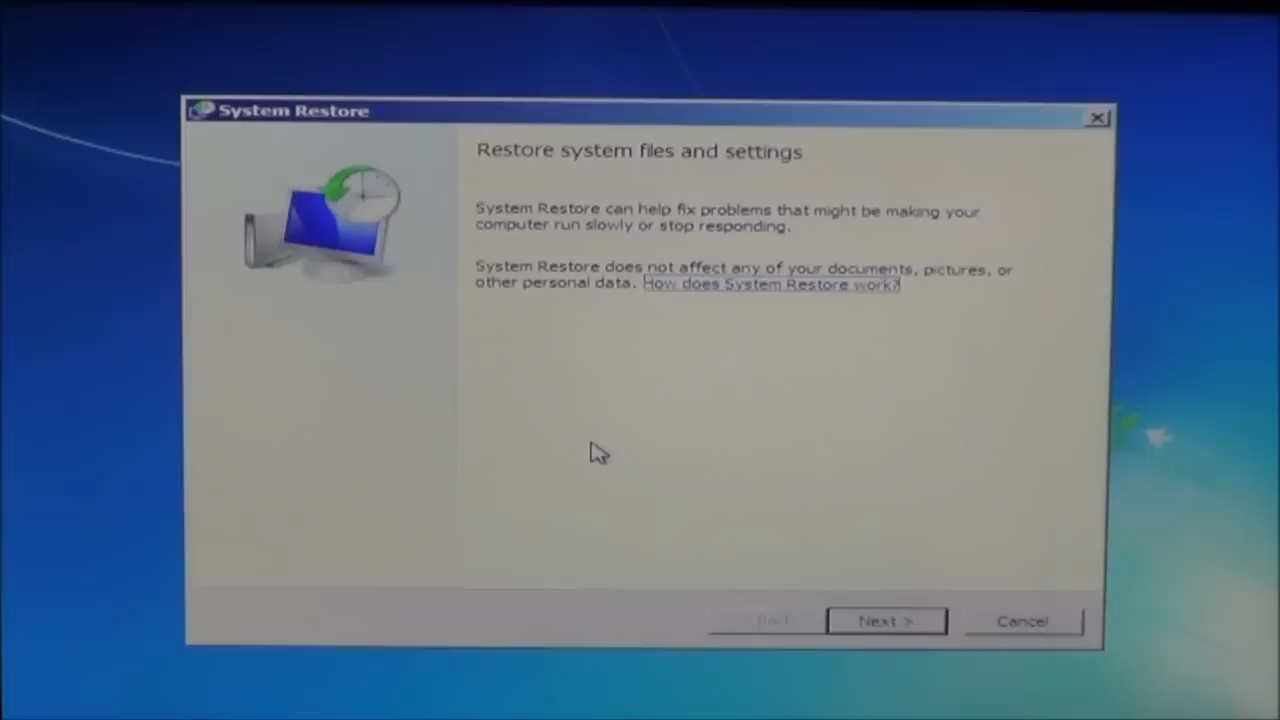 System Restore
Restore system files and settings
System Restore can help fix problems that might be making your
computer run slowly or stop responding.
System Restore does not affect any of your documents, pictures, or
other personal data. How does System Restore work?
< Back
Next >
Cancel